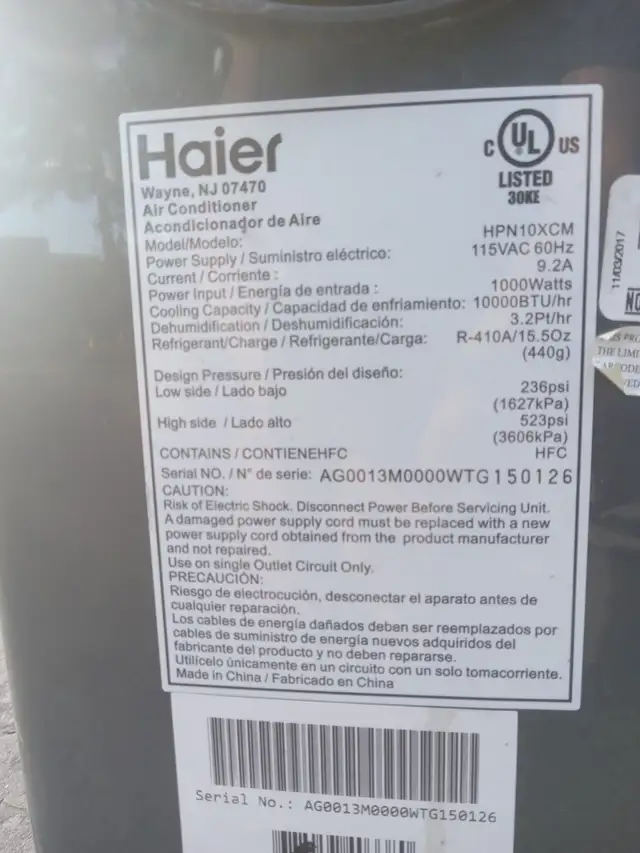 Haier
C UL US
LISTED
30KE
Wayne, NJ 07470
Air Conditioner
Acondicionador de Aire
Model/Modelo: HPN10XCM
Power Supply / Suministro eléctrico: 115VAC 60Hz
Current / Corriente : 9.2A
Power Input / Energía de entrada : 1000Watts
Cooling Capacity / Capacidad de enfriamiento: 10000BTU/hr
Dehumidification / Deshumidificación: 3.2Pt/hr
Refrigerant/Charge / Refrigerante/Carga: R-410A/15.5Oz
(440g)
Design Pressure / Presión del diseño:
Low side / Lado bajo 236psi
(1627kPa)
High side / Lado alto 523psi
(3606kPa)
CONTAINS / CONTIENEHFC HFC
Serial NO. / N° de serie: AG0013M0000WTG150126
CAUTION:
Risk of Electric Shock. Disconnect Power Before Servicing Unit.
A damaged power supply cord must be replaced with a new
power supply cord obtained from the product manufacturer
and not repaired.
Use on single Outlet Circuit Only.
PRECAUCIÓN:
Riesgo de electrocución, desconectar el aparato antes de
cualquier reparación.
Los cables de energía dañados deben ser reemplazados por
cables de suministro de energía nuevos adquiridos del
fabricante del producto y no deben repararse.
Utilícelo únicamente en un circuito con un solo tomacorriente.
Made in China / Fabricado en China
Serial No.: AG0013M0000WTG150126
11/03/2017
THE LIMI